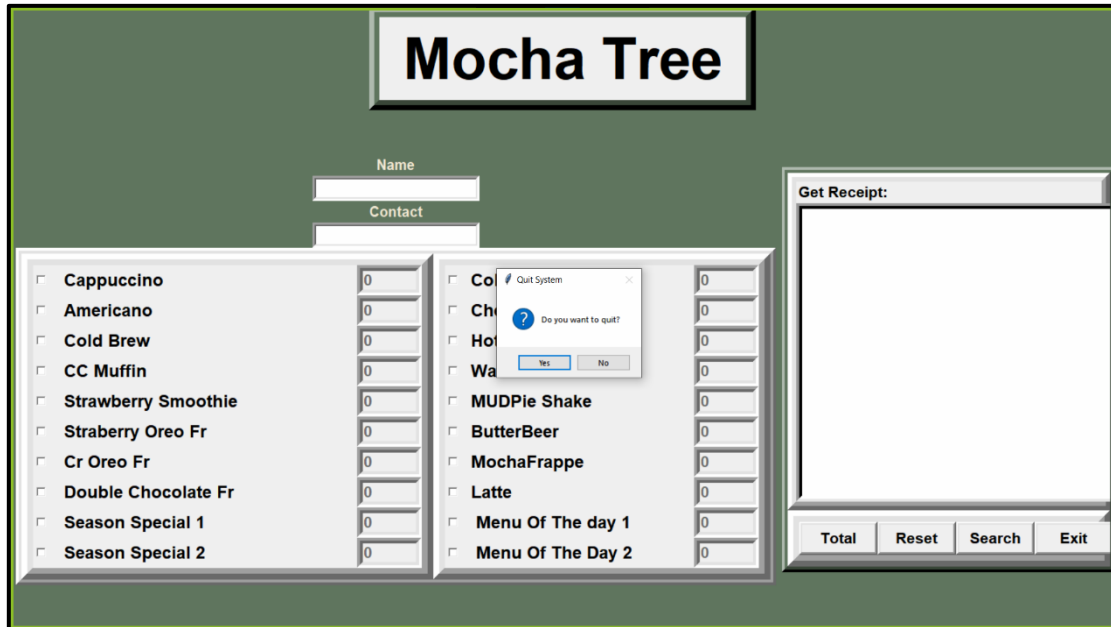 Mocha Tree
Name
Contact
Get Receipt:
Cappuccino 0
Americano 0
Cold Brew 0
CC Muffin 0
Strawberry Smoothie 0
Straberry Oreo Fr 0
Cr Oreo Fr 0
Double Chocolate Fr 0
Season Special 1 0
Season Special 2 0
0
0
0
0
MUDPie Shake 0
ButterBeer 0
MochaFrappe 0
Latte 0
Menu Of The day 1 0
Menu Of The Day 2 0
Quit System
Do you want to quit?
Yes No
Total Reset Search Exit